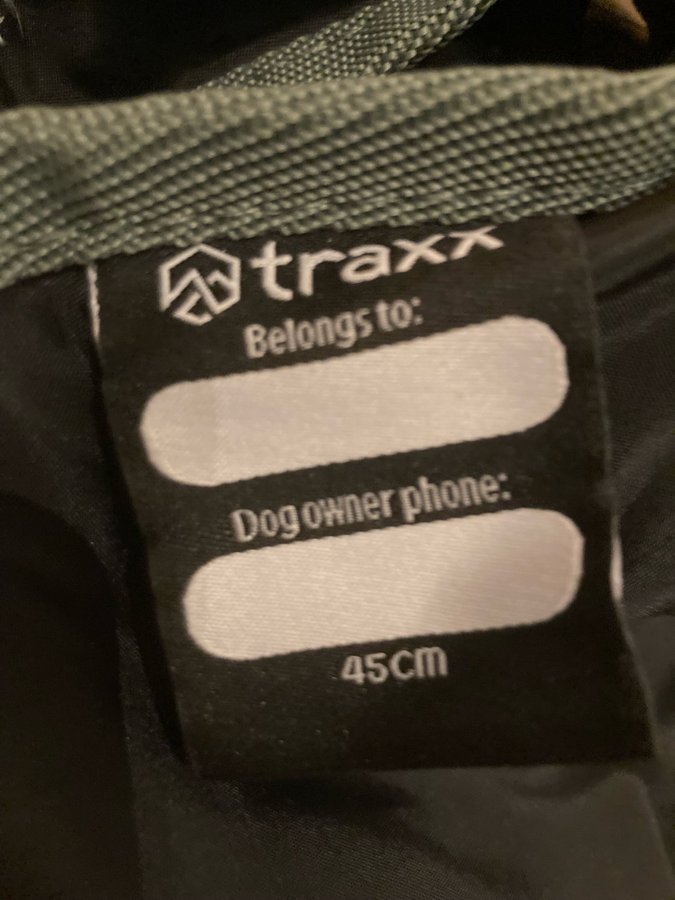 traxx
Belongs to:
Dog owner phone:
45CM